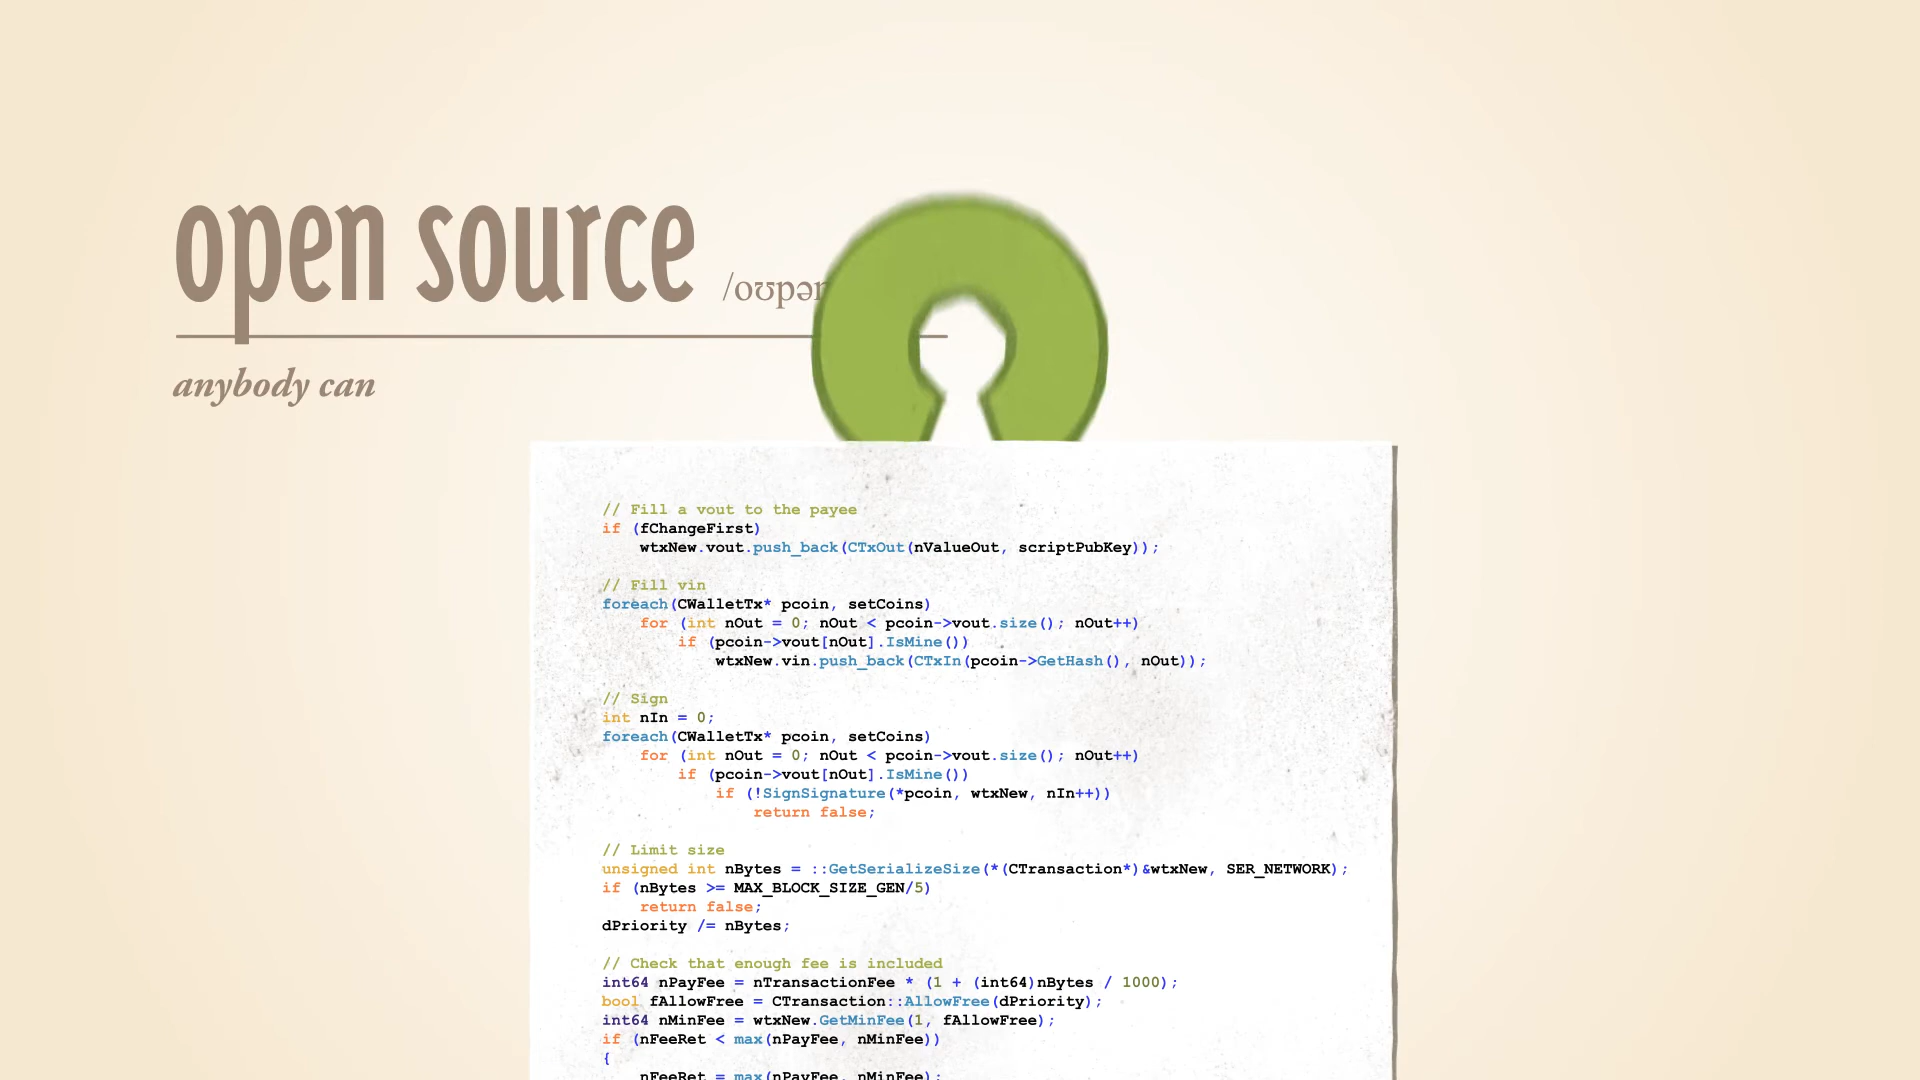 open source /oʊpən
anybody can
// Fill a vout to the payee
if (fChangeFirst)
wtxNew.vout.push_back(CTxOut(nValueOut, scriptPubKey));
// Fill vin
foreach(CWalletTx* pcoin, setCoins)
for (int nOut = 0; nOut < pcoin->vout.size(); nOut++)
if (pcoin->vout[nOut].IsMine())
wtxNew.vin.push_back(CTxIn(pcoin->GetHash(), nOut));
// Sign
int nIn = 0;
foreach(CWalletTx* pcoin, setCoins)
for (int nOut = 0; nOut < pcoin->vout.size(); nOut++)
if (pcoin->vout[nOut].IsMine())
if (!SignSignature(*pcoin, wtxNew, nIn++))
return false;
// Limit size
unsigned int nBytes = ::GetSerializeSize(*(CTransaction*)&wtxNew, SER_NETWORK);
if (nBytes >= MAX_BLOCK_SIZE_GEN/5)
return false;
dPriority /= nBytes;
// Check that enough fee is included
int64 nPayFee = nTransactionFee * (1 + (int64)nBytes / 1000);
bool fAllowFree = CTransaction::AllowFree(dPriority);
int64 nMinFee = wtxNew.GetMinFee(1, fAllowFree);
if (nFeeRet < max(nPayFee, nMinFee))
{
nFeeRet = max(nPayFee, nMinFee);